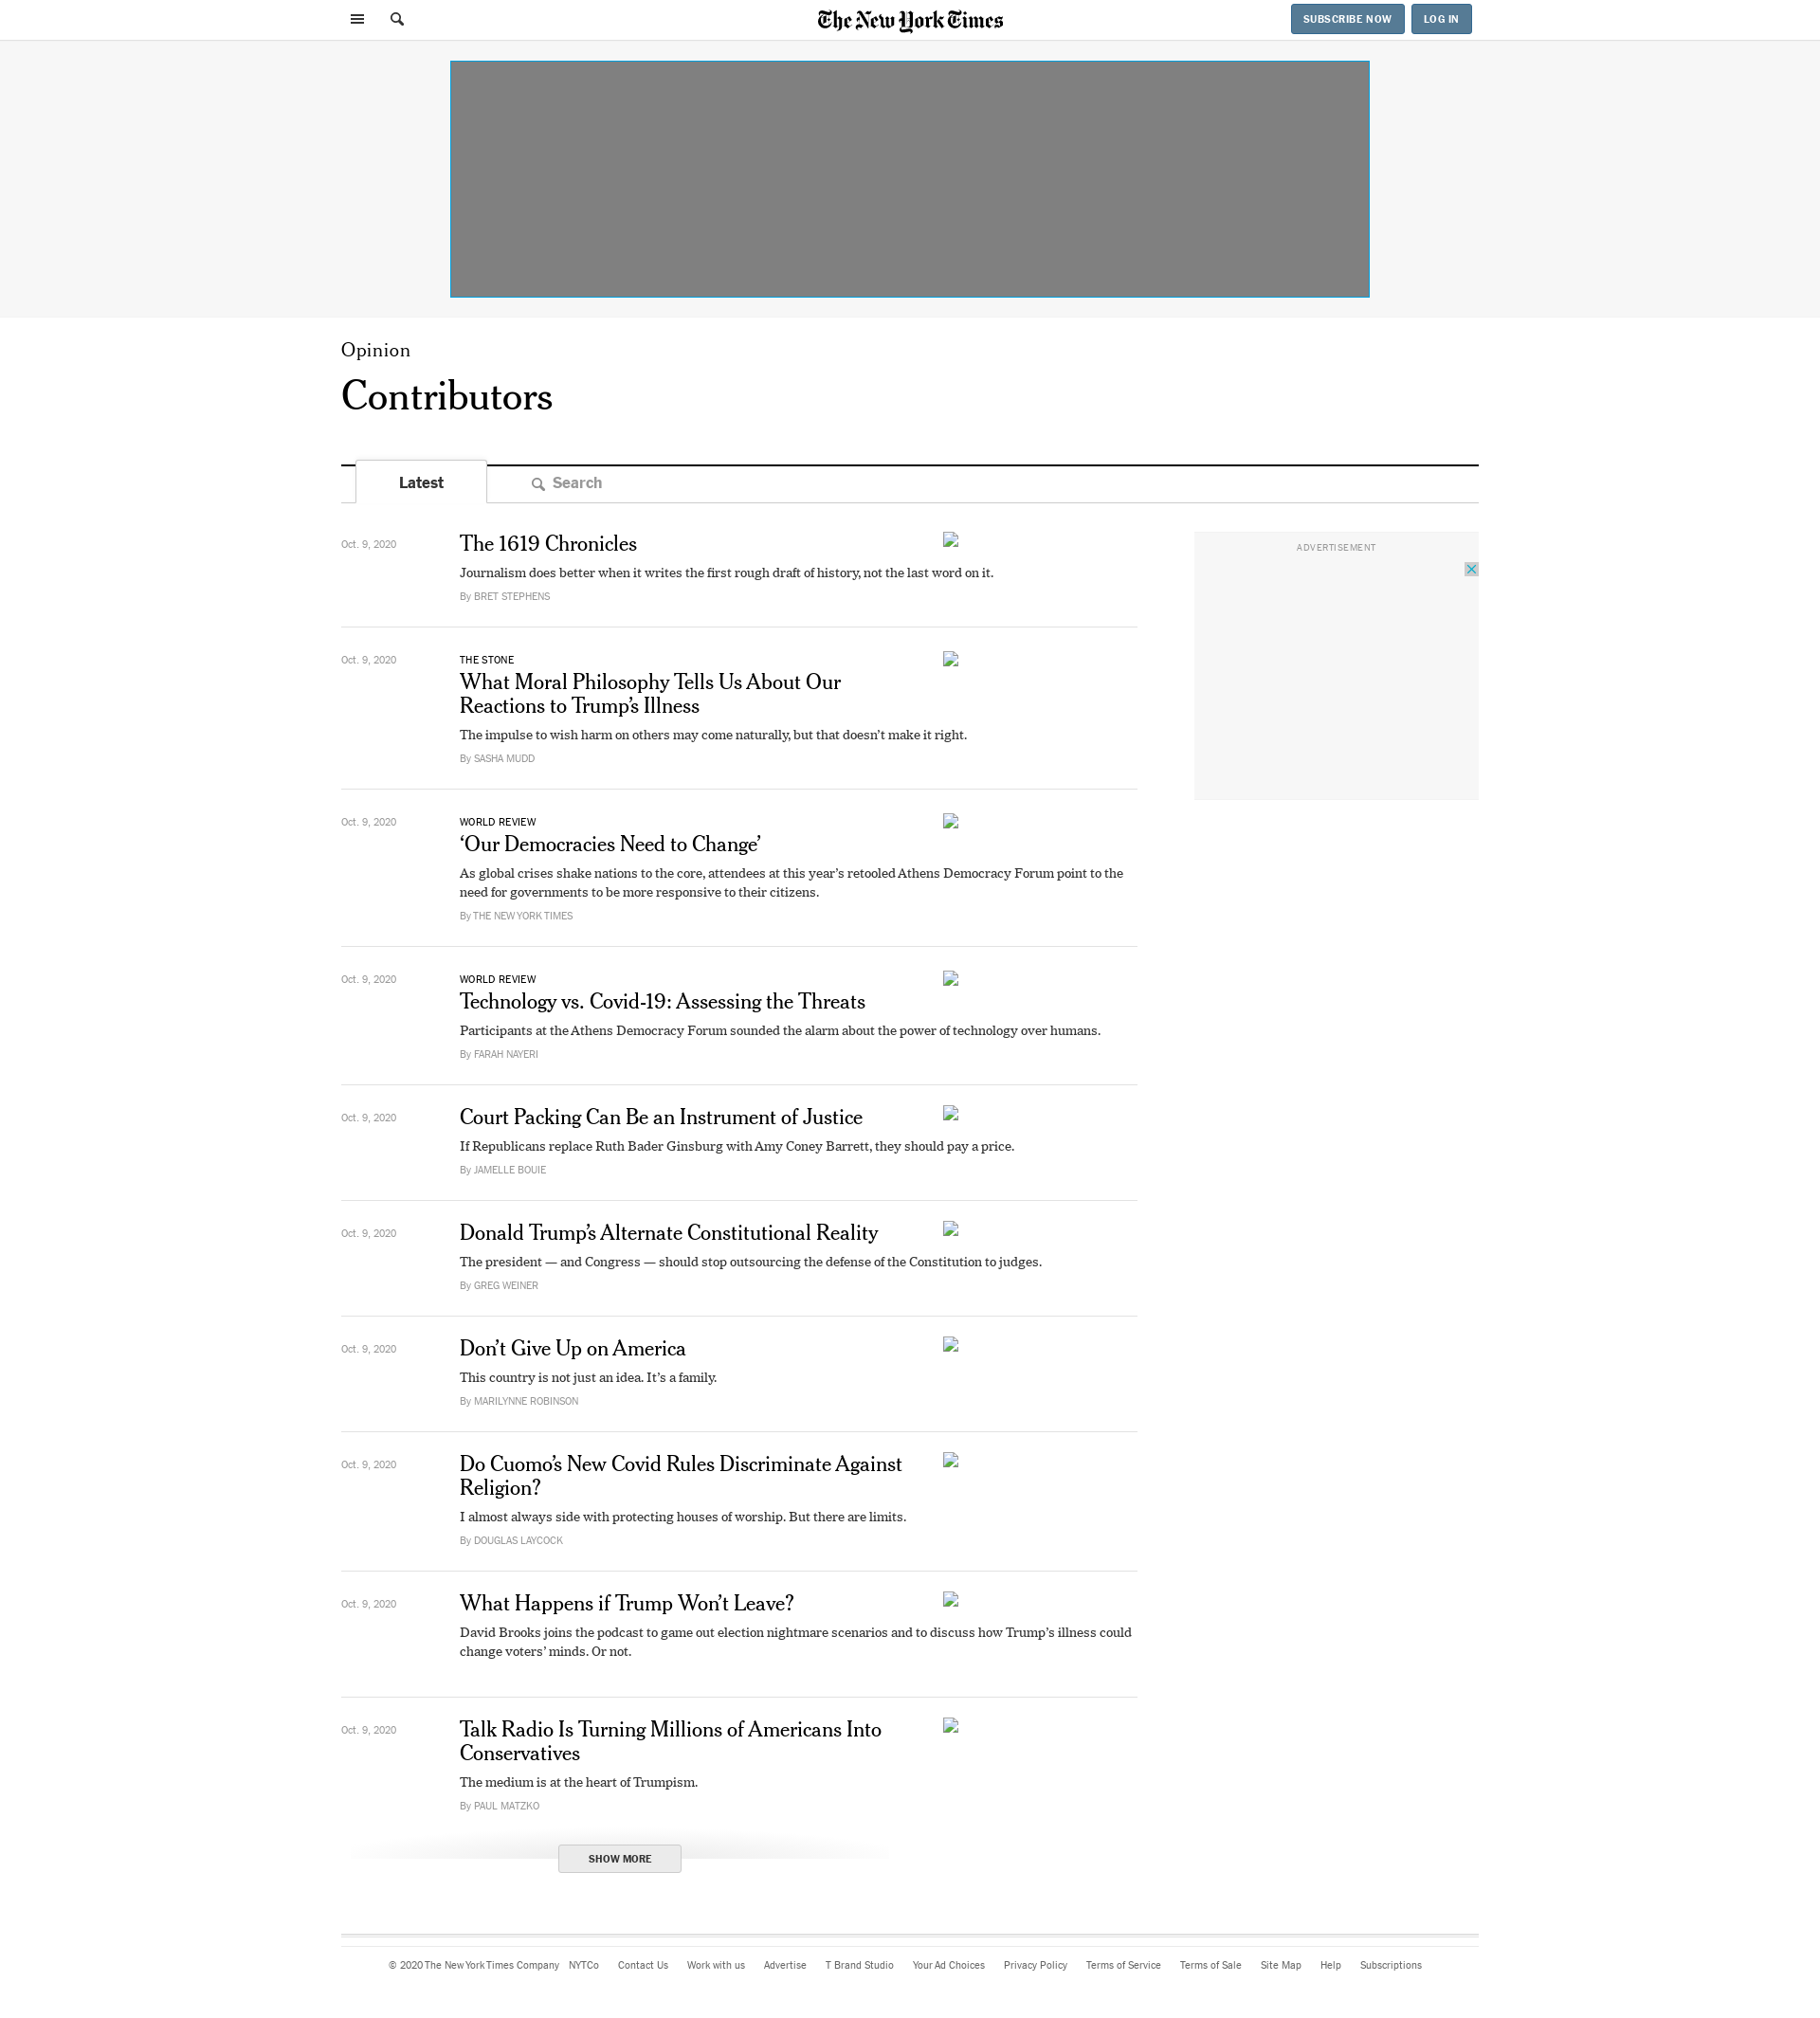 The New York Times
SUBSCRIBE NOW
LOG IN
Opinion
Contributors
Latest
Search
Oct. 9, 2020
The 1619 Chronicles
Journalism does better when it writes the first rough draft of history, not the last word on it.
By BRET STEPHENS
ADVERTISEMENT
Oct. 9, 2020
THE STONE
What Moral Philosophy Tells Us About Our
Reactions to Trump’s Illness
The impulse to wish harm on others may come naturally, but that doesn’t make it right.
By SASHA MUDD
Oct. 9, 2020
WORLD REVIEW
‘Our Democracies Need to Change’
As global crises shake nations to the core, attendees at this year’s retooled Athens Democracy Forum point to the
need for governments to be more responsive to their citizens.
By THE NEW YORK TIMES
Oct. 9, 2020
WORLD REVIEW
Technology vs. Covid-19: Assessing the Threats
Participants at the Athens Democracy Forum sounded the alarm about the power of technology over humans.
By FARAH NAYERI
Oct. 9, 2020
Court Packing Can Be an Instrument of Justice
If Republicans replace Ruth Bader Ginsburg with Amy Coney Barrett, they should pay a price.
By JAMELLE BOUIE
Oct. 9, 2020
Donald Trump’s Alternate Constitutional Reality
The president — and Congress — should stop outsourcing the defense of the Constitution to judges.
By GREG WEINER
Oct. 9, 2020
Don’t Give Up on America
This country is not just an idea. It’s a family.
By MARILYNNE ROBINSON
Oct. 9, 2020
Do Cuomo’s New Covid Rules Discriminate Against
Religion?
I almost always side with protecting houses of worship. But there are limits.
By DOUGLAS LAYCOCK
Oct. 9, 2020
What Happens if Trump Won’t Leave?
David Brooks joins the podcast to game out election nightmare scenarios and to discuss how Trump’s illness could
change voters’ minds. Or not.
Oct. 9, 2020
Talk Radio Is Turning Millions of Americans Into
Conservatives
The medium is at the heart of Trumpism.
By PAUL MATZKO
SHOW MORE
© 2020 The New York Times Company NYTCo Contact Us Work with us Advertise T Brand Studio Your Ad Choices Privacy Policy Terms of Service Terms of Sale Site Map Help Subscriptions